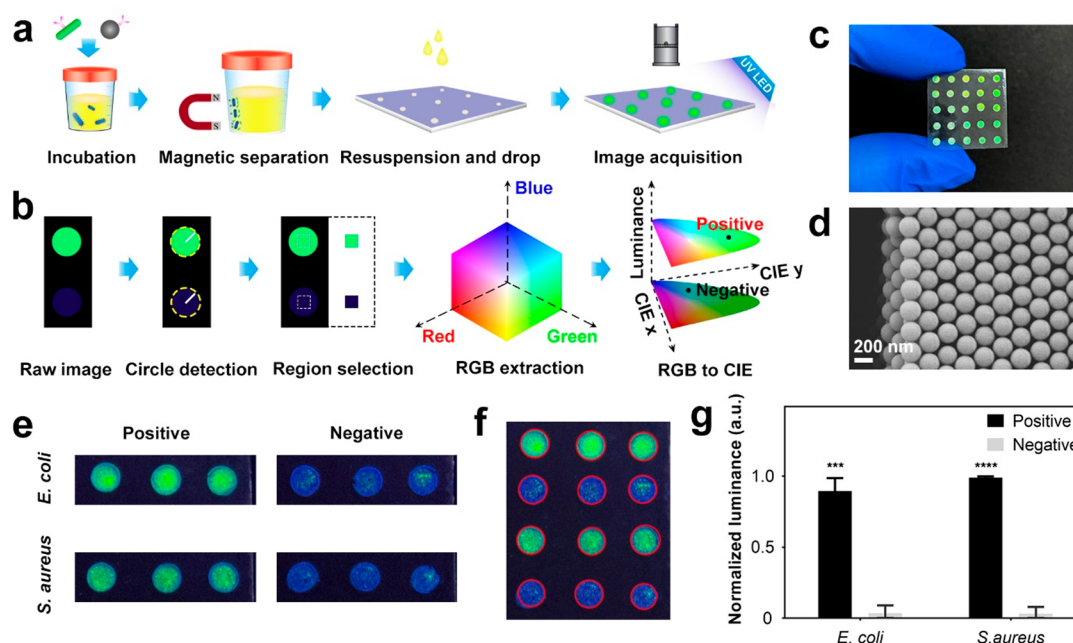 a
N
S
UV LED
Incubation
Magnetic separation
Resuspension and drop
Image acquisition
b
Blue
Red
Green
Luminance
Positive
Negative
CIE y
CIE x
Raw image
Circle detection
Region selection
RGB extraction
RGB to CIE
c
d
200 nm
e
Positive
Negative
E. coli
S. aureus
f
g
Normalized luminance (a.u.)
Positive
Negative
1.0
0.5
0
***
****
E. coli
S.aureus